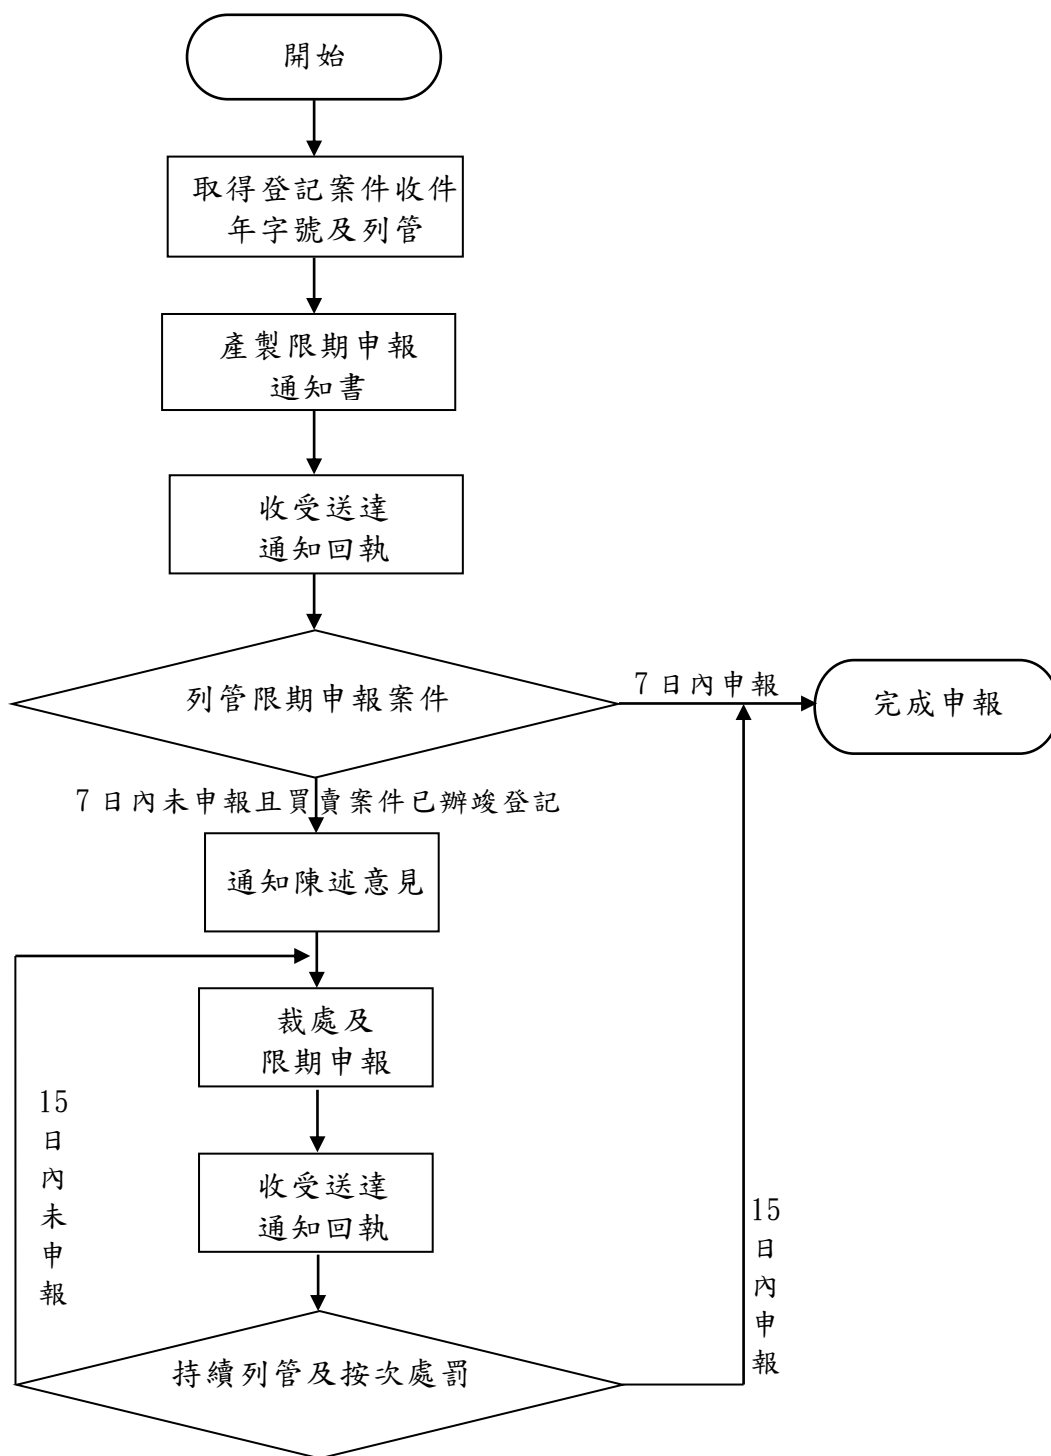 開始
取得登記案件收件
年字號及列管
產製限期申報
通知書
收受送達
通知回執
列管限期申報案件
7日內申報
完成申報
7日內未申報且買賣案件已辦竣登記
通知陳述意見
裁處及
限期申報
15日內未申報
收受送達
通知回執
15日內申報
持續列管及按次處罰